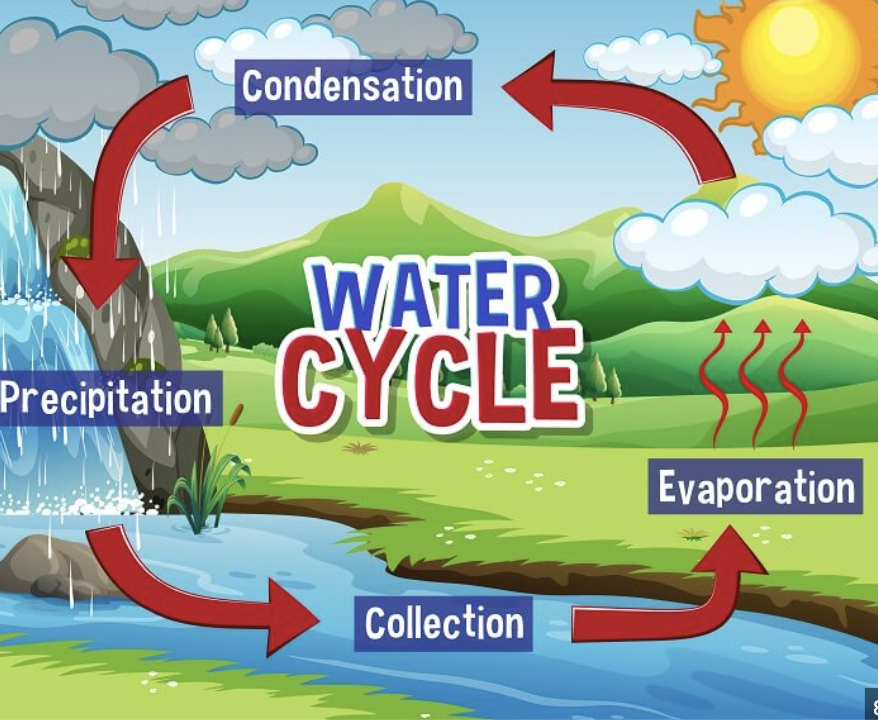 Condensation
WATER
CYCLE
Precipitation
Evaporation
Collection